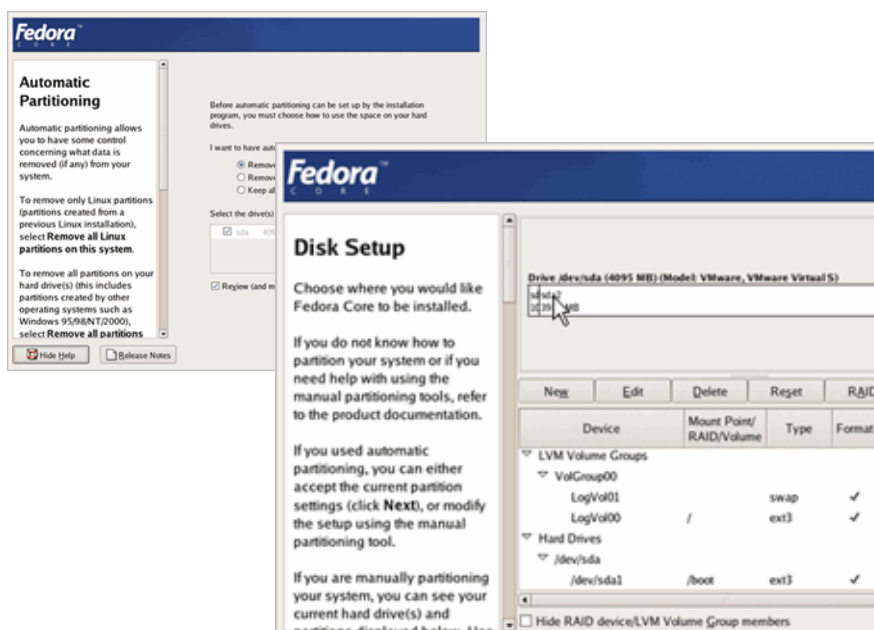 Fedora™
CORE
Automatic
Partitioning
Automatic partitioning allows
you to have some control
concerning what data is
removed (if any) from your
system.
To remove only Linux partitions
(partitions created from a
previous Linux installation),
select Remove all Linux
partitions on this system.
To remove all partitions on your
hard drive(s) (this includes
partitions created by other
operating systems such as
Windows 95/98/NT/2000),
select Remove all partitions
Hide Help
Release Notes
Before automatic partitioning can be set up by the installation
program, you must choose how to use the space on your hard
drives.
I want to have
Remove
Keep
Select the drive(s)
sda
Review (and
Fedora™
CORE
Disk Setup
Choose where you would like
Fedora Core to be installed.
If you do not know how to
partition your system or if you
need help with using the
manual partitioning tools, refer
to the product documentation.
If you used automatic
partitioning, you can either
accept the current partition
settings (click Next), or modify
the setup using the manual
partitioning tool.
If you are manually partitioning
your system, you can see your
current hard drive(s) and
partitions displayed below. Use
Drive /dev/sda (4095 MB) (Model: VMware, VMware Virtual S)
MB
New Edit Delete Reset RAID
Device Mount Point/ RAID/Volume Type Format
LVM Volume Groups
VolGroup00
LogVol01 swap ✓
LogVol00 / ext3 ✓
Hard Drives
/dev/sda
/dev/sda1 /boot ext3 ✓
Hide RAID device/LVM Volume Group members